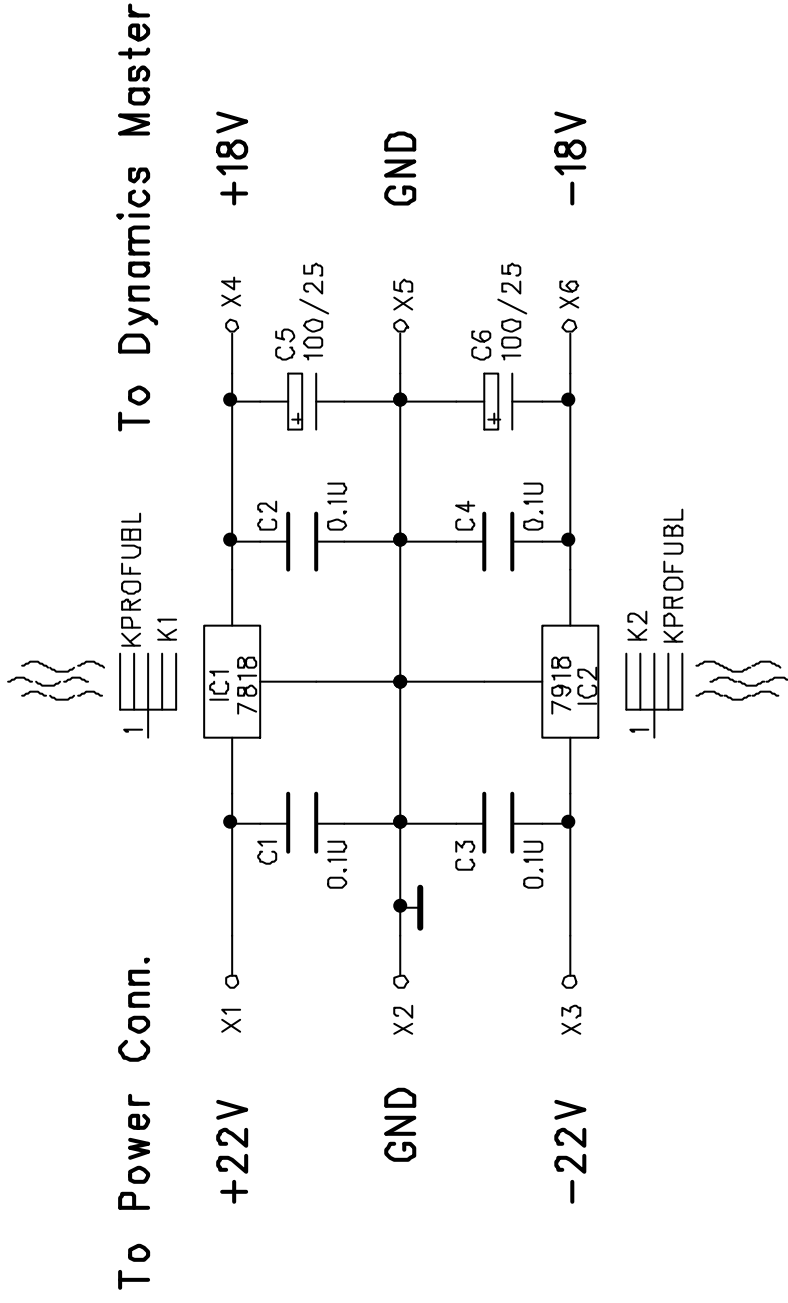 To Power Conn.
To Dynamics Master
1
KPROFUBL
K1
+22V
X1
IC1
7818
X4
+18V
C1
0.1U
C2
0.1U
C5
100/25
+
GND
X2
X5
GND
C3
0.1U
C4
0.1U
C6
100/25
+
-22V
X3
7918
IC2
X6
-18V
1
K2
KPROFUBL